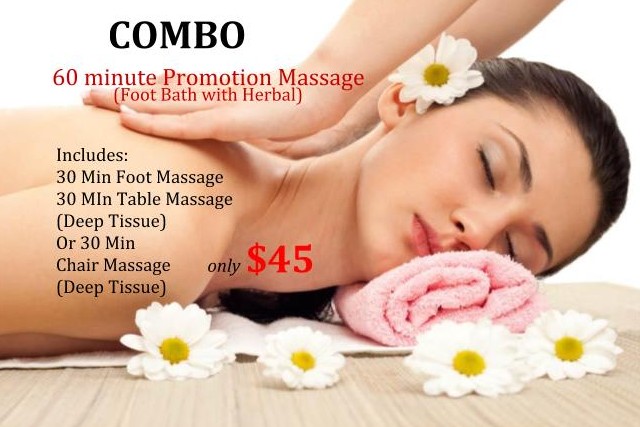 COMBO
60 minute Promotion Massage
(Foot Bath with Herbal)
Includes:
30 Min Foot Massage
30 MIn Table Massage
(Deep Tissue)
Or 30 Min
Chair Massage only $45
(Deep Tissue)